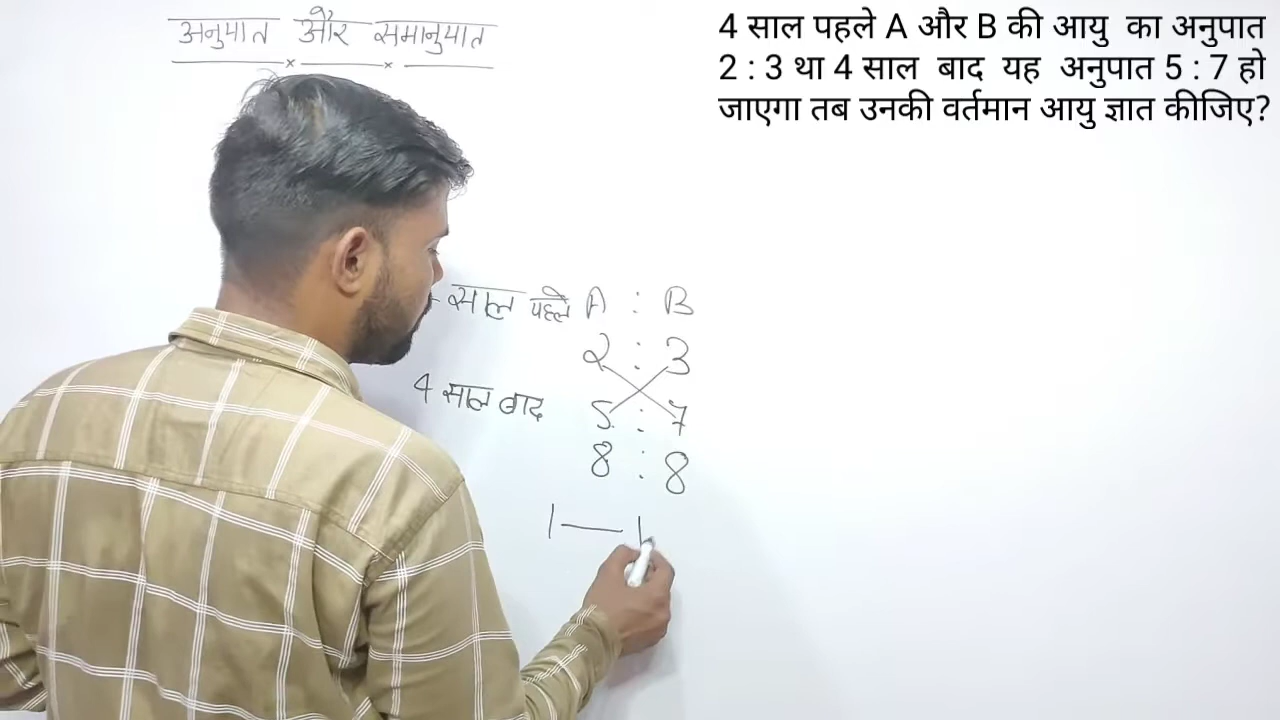 अनुपात और समानुपात
4 साल पहले A और B की आयु का अनुपात
2 : 3 था 4 साल बाद यह अनुपात 5 : 7 हो
जाएगा तब उनकी वर्तमान आयु ज्ञात कीजिए?
साल पहले A : B
2 : 3
4 साल बाद 5 : 7
8 : 8
1 — 1